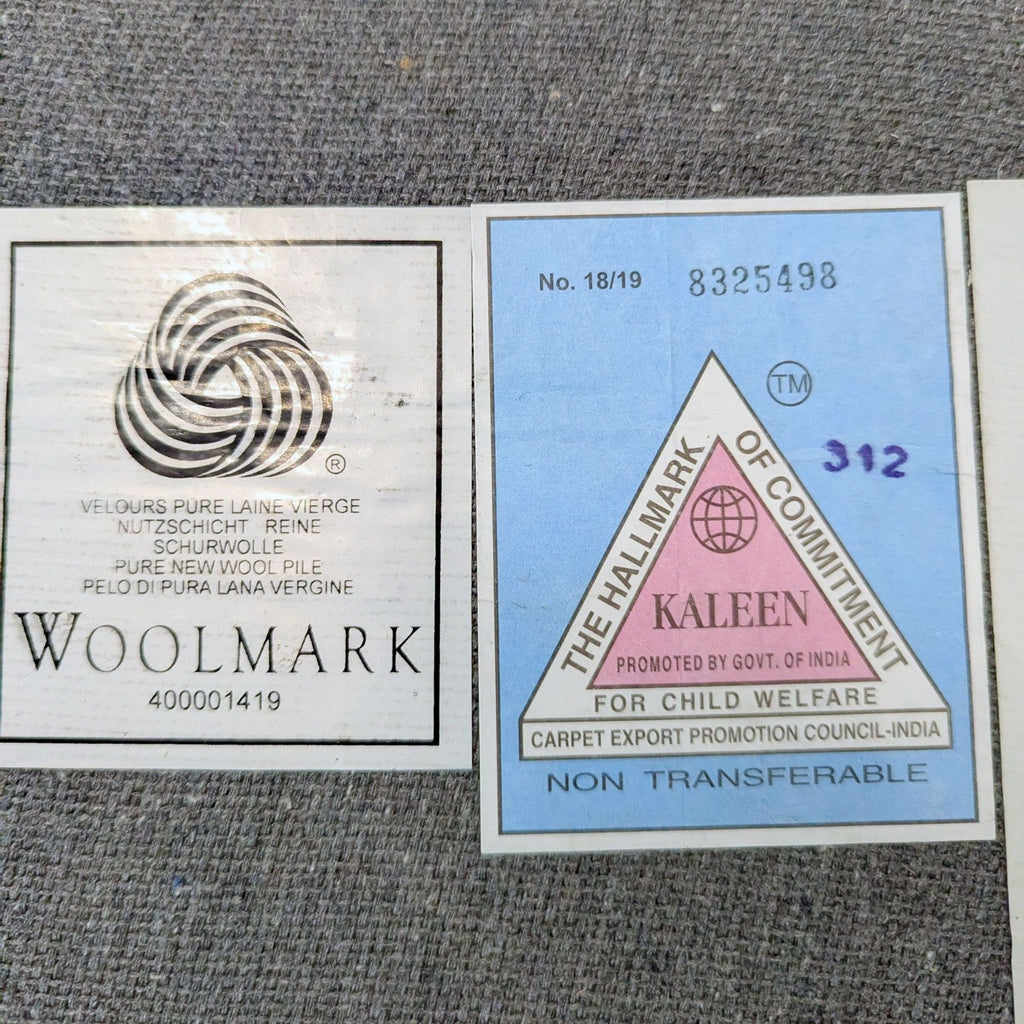 ®
VELOURS PURE LAINE VIERGE
NUTZSCHICHT REINE
SCHURWOLLE
PURE NEW WOOL PILE
PELO DI PURA LANA VERGINE
WOOLMARK
400001419
No. 18/19 8325498
TM
312
THE HALLMARK OF COMMITMENT
KALEEN
PROMOTED BY GOVT. OF INDIA
FOR CHILD WELFARE
CARPET EXPORT PROMOTION COUNCIL-INDIA
NON TRANSFERABLE